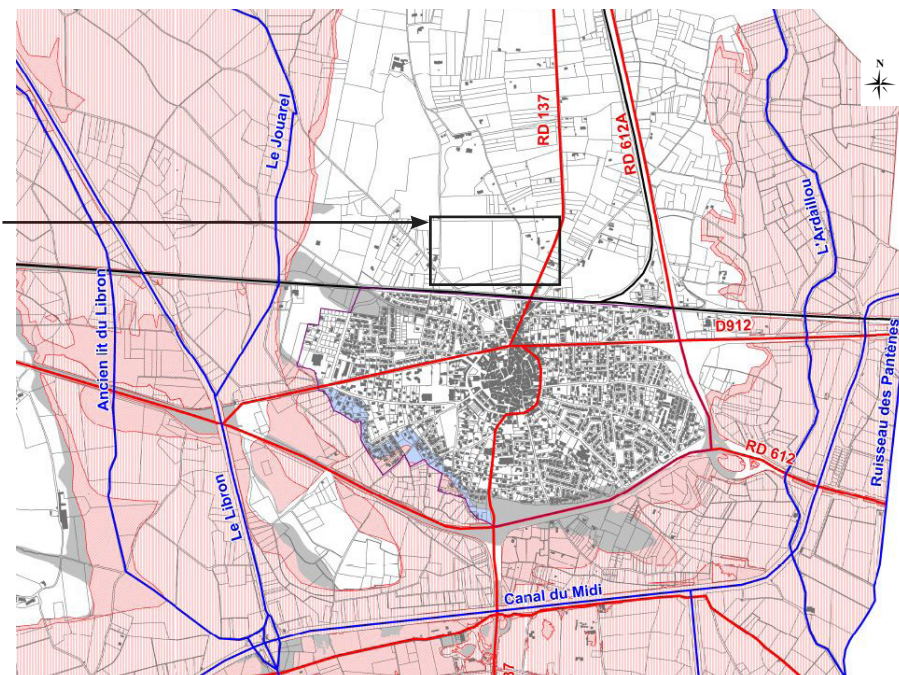 N
RD 137
RD 612A
Le Jouarel
L'Ardaillou
Ancien lit du Libron
D912
Ruisseau des Pantènes
RD 612
Le Libron
Canal du Midi
37